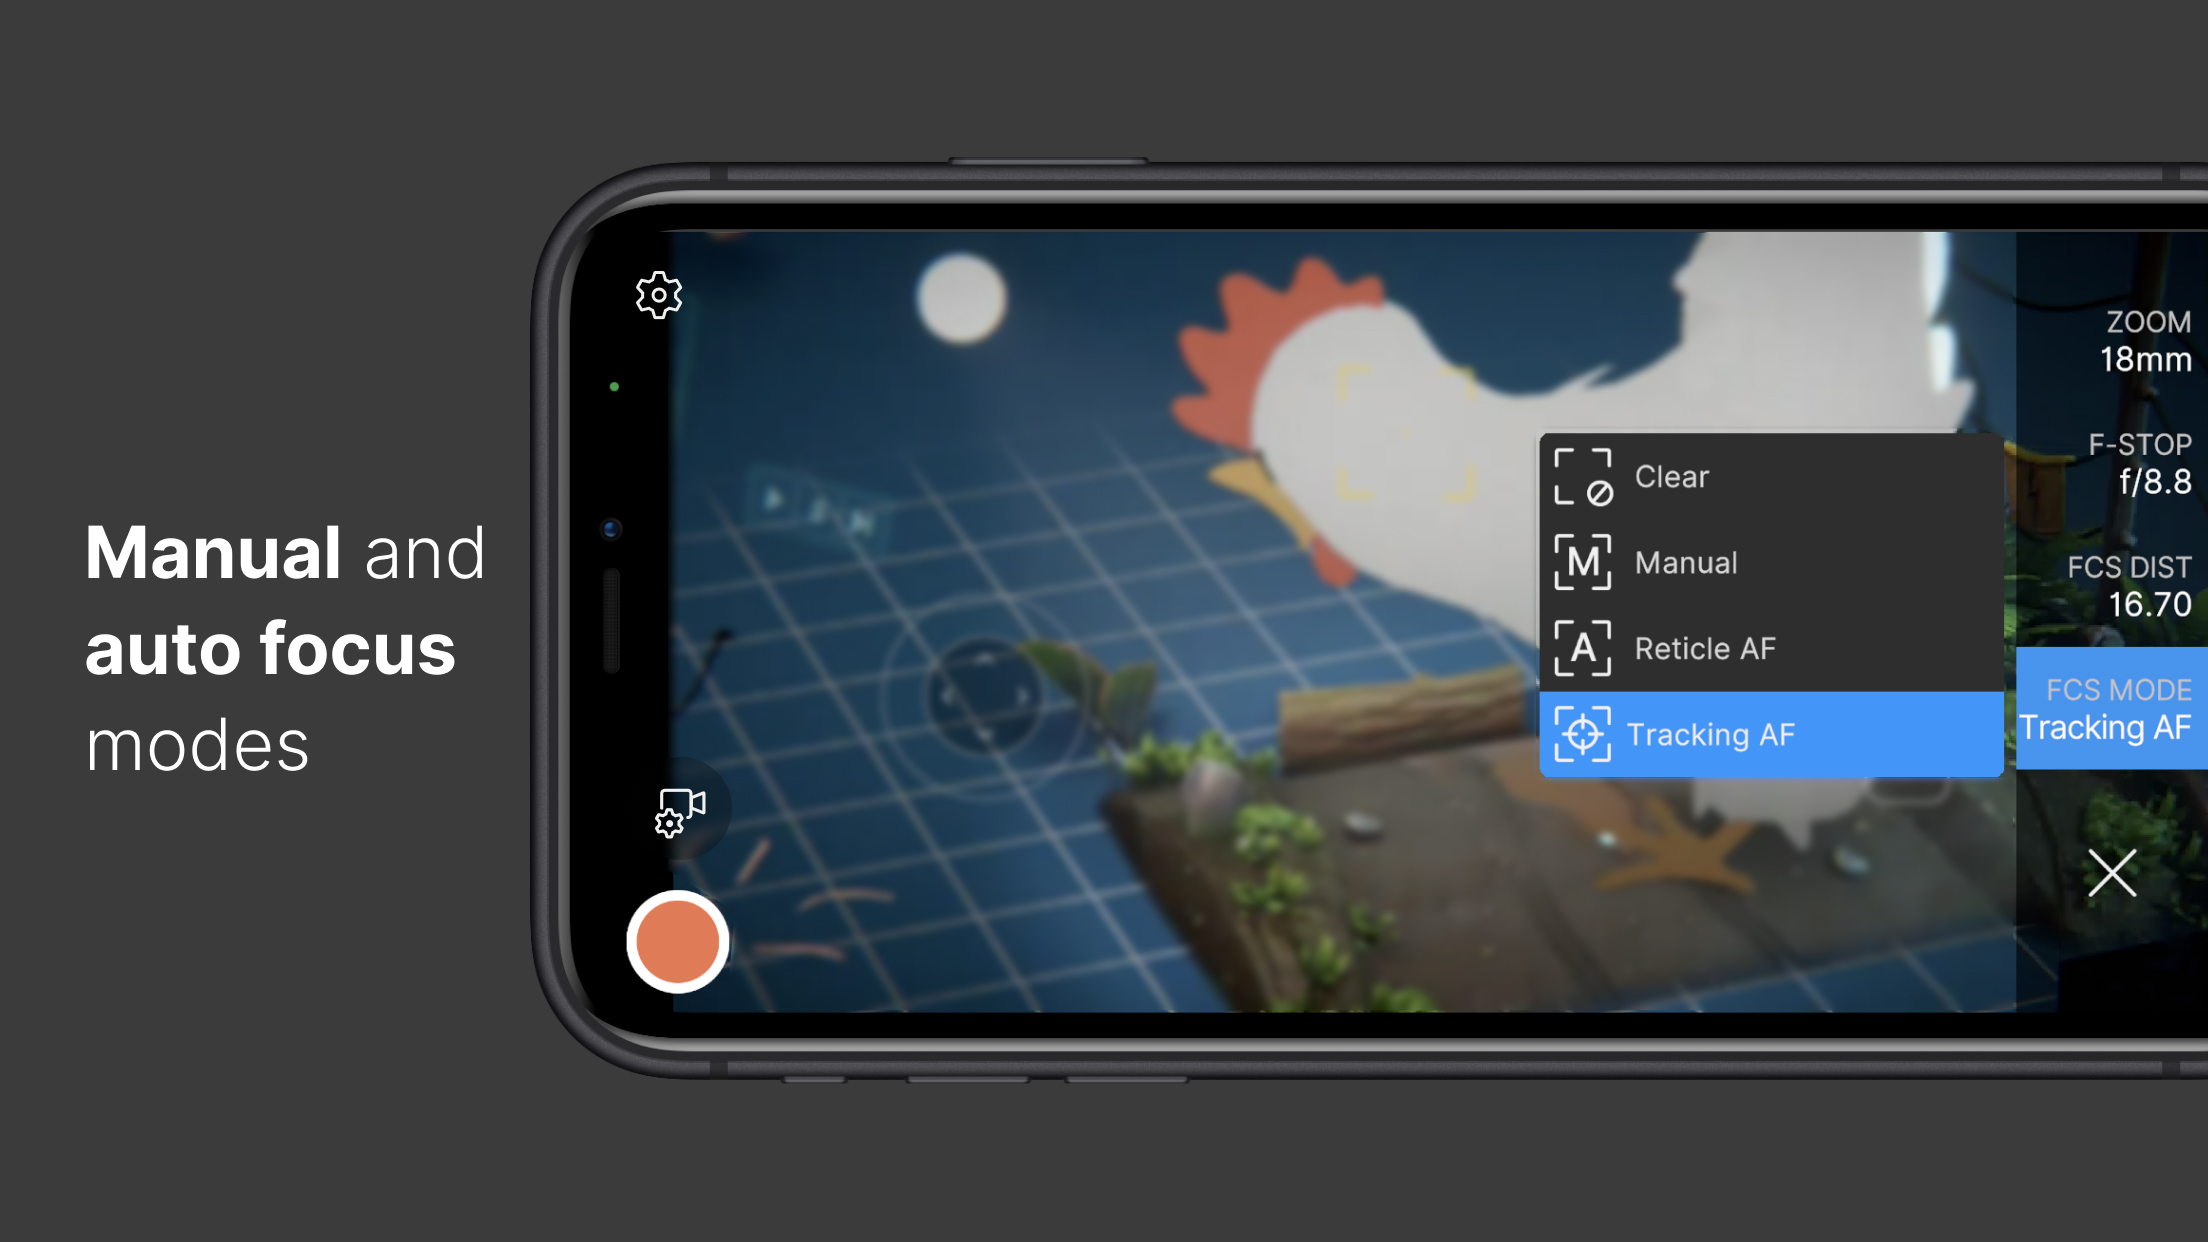 Manual and
auto focus
modes
ZOOM
18mm
F-STOP
f/8.8
FCS DIST
16.70
FCS MODE
Tracking AF
Clear
M Manual
A Reticle AF
Tracking AF